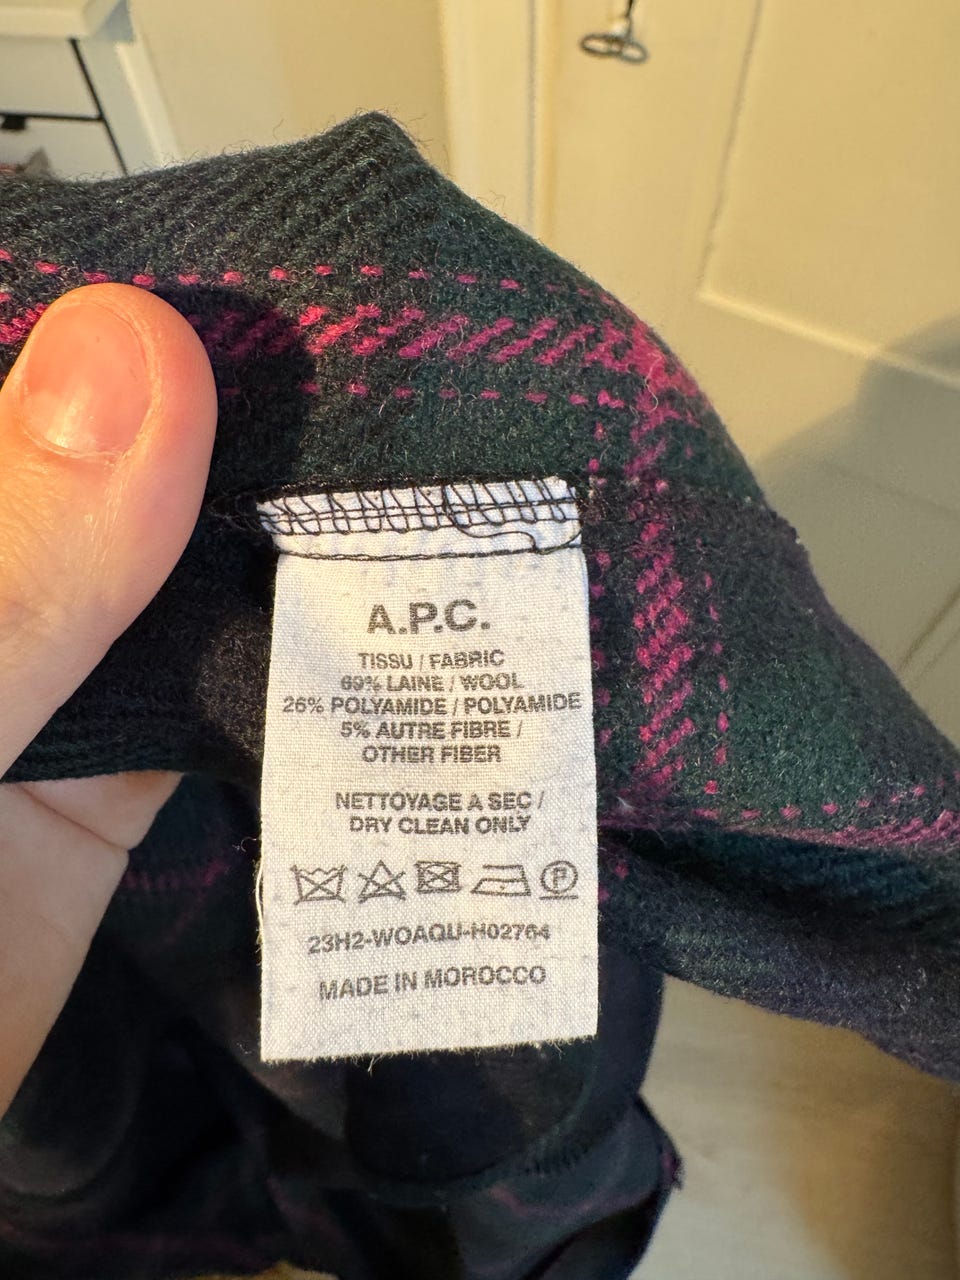 A.P.C.
TISSU / FABRIC
69% LAINE / WOOL
26% POLYAMIDE / POLYAMIDE
5% AUTRE FIBRE /
OTHER FIBER
NETTOYAGE A SEC /
DRY CLEAN ONLY
P
23H2-WOAQU-H02764
MADE IN MOROCCO